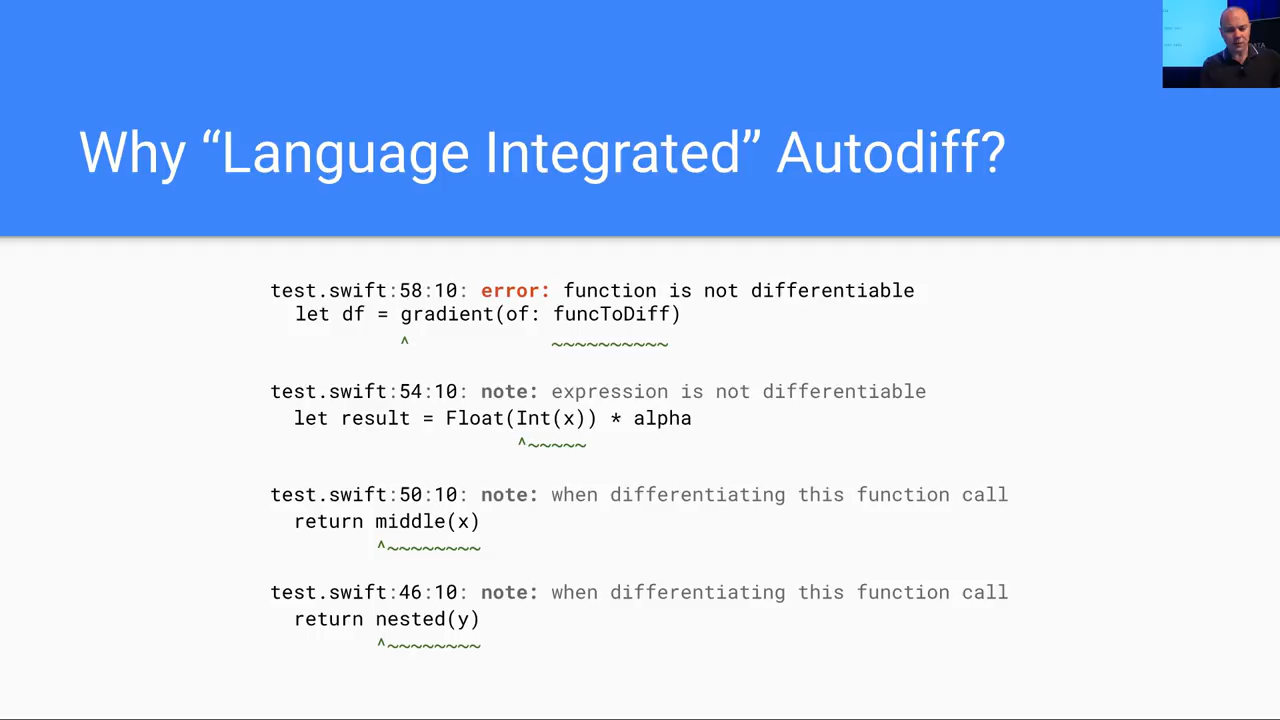 Why “Language Integrated” Autodiff?
test.swift:58:10: error: function is not differentiable
let df = gradient(of: funcToDiff)
^ ~~~~~~~~~~
test.swift:54:10: note: expression is not differentiable
let result = Float(Int(x)) * alpha
^~~~~~
test.swift:50:10: note: when differentiating this function call
return middle(x)
^~~~~~~~~
test.swift:46:10: note: when differentiating this function call
return nested(y)
^~~~~~~~~